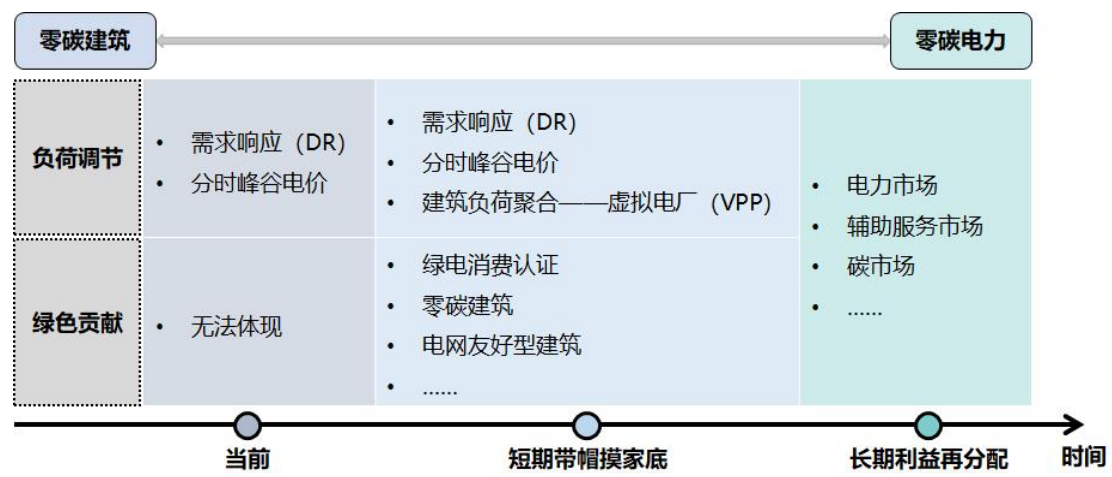 零碳建筑
零碳电力
负荷调节
• 需求响应（DR）
• 分时峰谷电价
• 需求响应（DR）
• 分时峰谷电价
• 建筑负荷聚合——虚拟电厂（VPP）
• 电力市场
• 辅助服务市场
• 碳市场
• ......
绿色贡献
• 无法体现
• 绿电消费认证
• 零碳建筑
• 电网友好型建筑
• ......
当前
短期带帽摸家底
长期利益再分配
时间